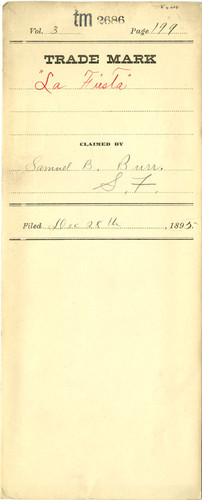 tm 2686
Vol. 3 Page 199
TRADE MARK
"La Fiesta"
CLAIMED BY
Samuel B. Burr.
S. F.
Filed Dec 28th, 1895